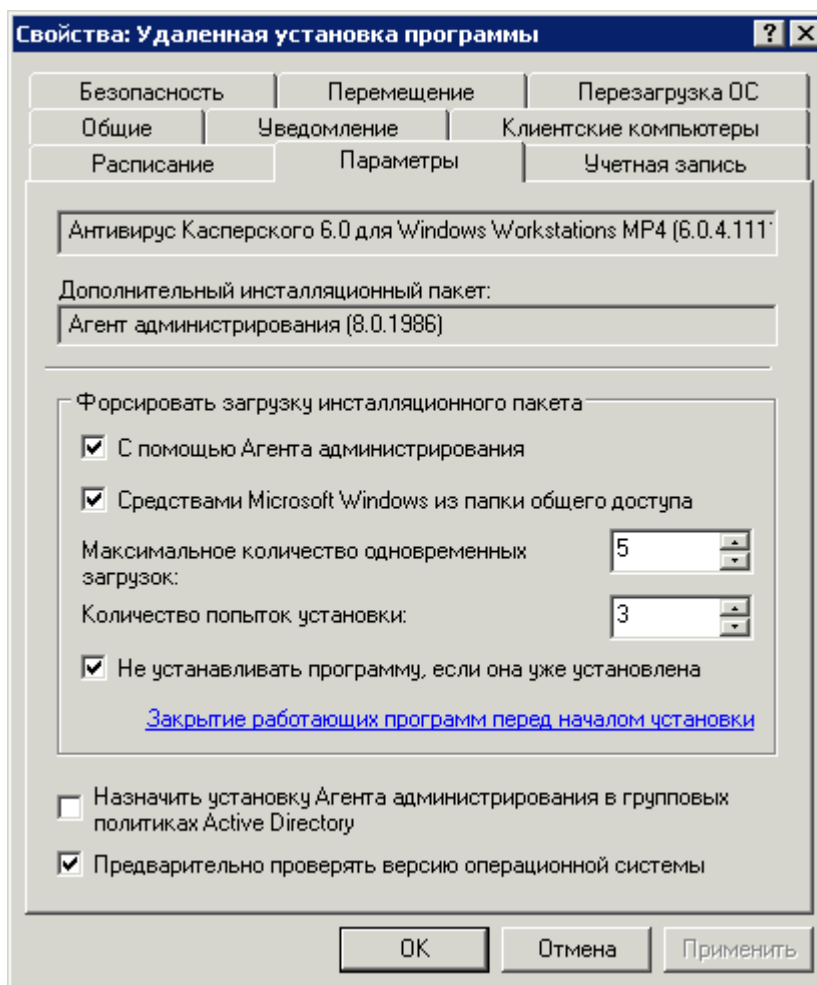 Свойства: Удаленная установка программы
Безопасность
Перемещение
Перезагрузка ОС
Общие
Уведомление
Клиентские компьютеры
Расписание
Параметры
Учетная запись
Антивирус Касперского 6.0 для Windows Workstations MP4 (6.0.4.111
Дополнительный инсталляционный пакет:
Агент администрирования (8.0.1986)
Форсировать загрузку инсталляционного пакета
С помощью Агента администрирования
Средствами Microsoft Windows из папки общего доступа
Максимальное количество одновременных
загрузок:
5
Количество попыток установки:
3
Не устанавливать программу, если она уже установлена
Закрытие работающих программ перед началом установки
Назначить установку Агента администрирования в групповых
политиках Active Directory
Предварительно проверять версию операционной системы
ОК
Отмена
Применить